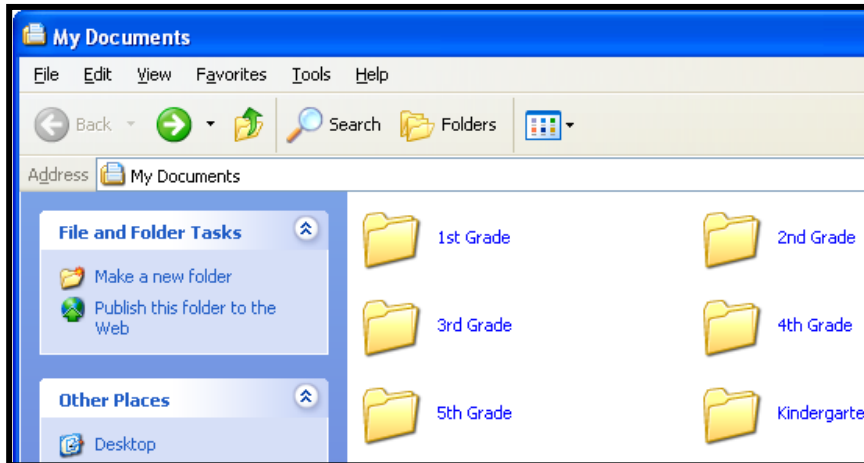 My Documents
File Edit View Favorites Tools Help
Back Search Folders
Address My Documents
File and Folder Tasks
Make a new folder
Publish this folder to the
Web
Other Places
Desktop
1st Grade 2nd Grade
3rd Grade 4th Grade
5th Grade Kindergarte